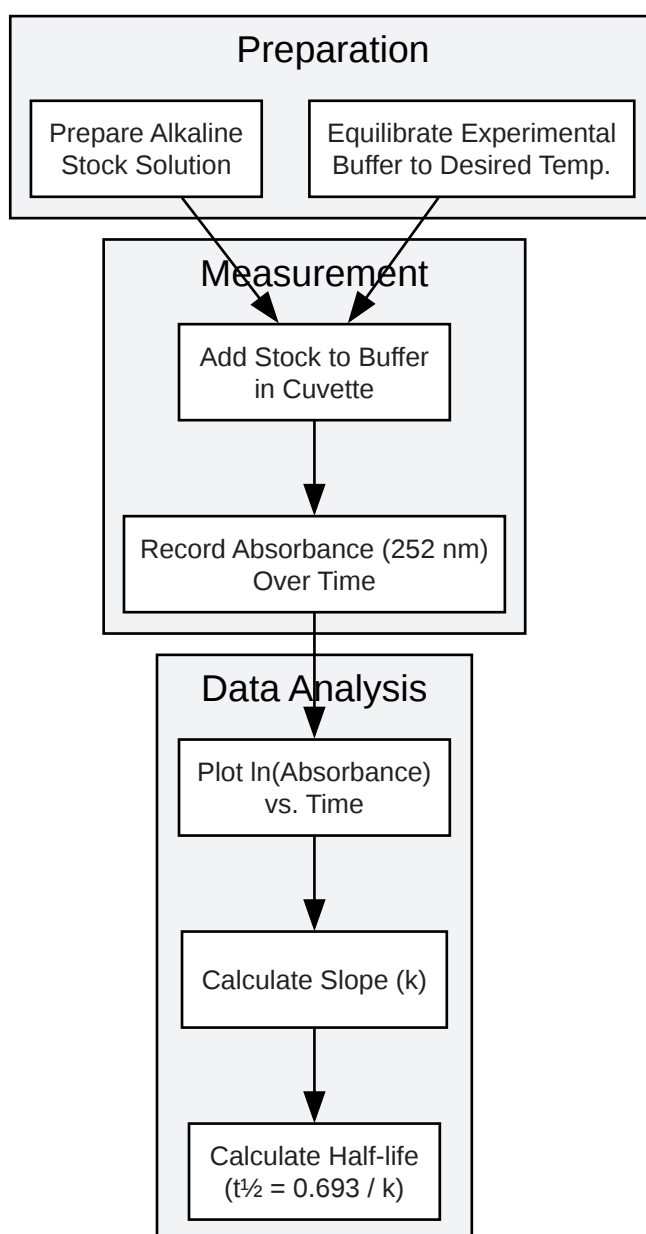 Preparation
Prepare Alkaline
Stock Solution
Equilibrate Experimental
Buffer to Desired Temp.
Measurement
Add Stock to Buffer
in Cuvette
Record Absorbance (252 nm)
Over Time
Data Analysis
Plot ln(Absorbance)
vs. Time
Calculate Slope (k)
Calculate Half-life
(t½ = 0.693 / k)